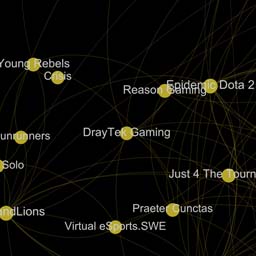 Young Rebels
Crisis
Reason Gaming
Epidemic Dota 2
unrunners
DrayTek Gaming
Solo
Just 4 The Tourn
andLions
Praeter Cunctas
Virtual eSports.SWE